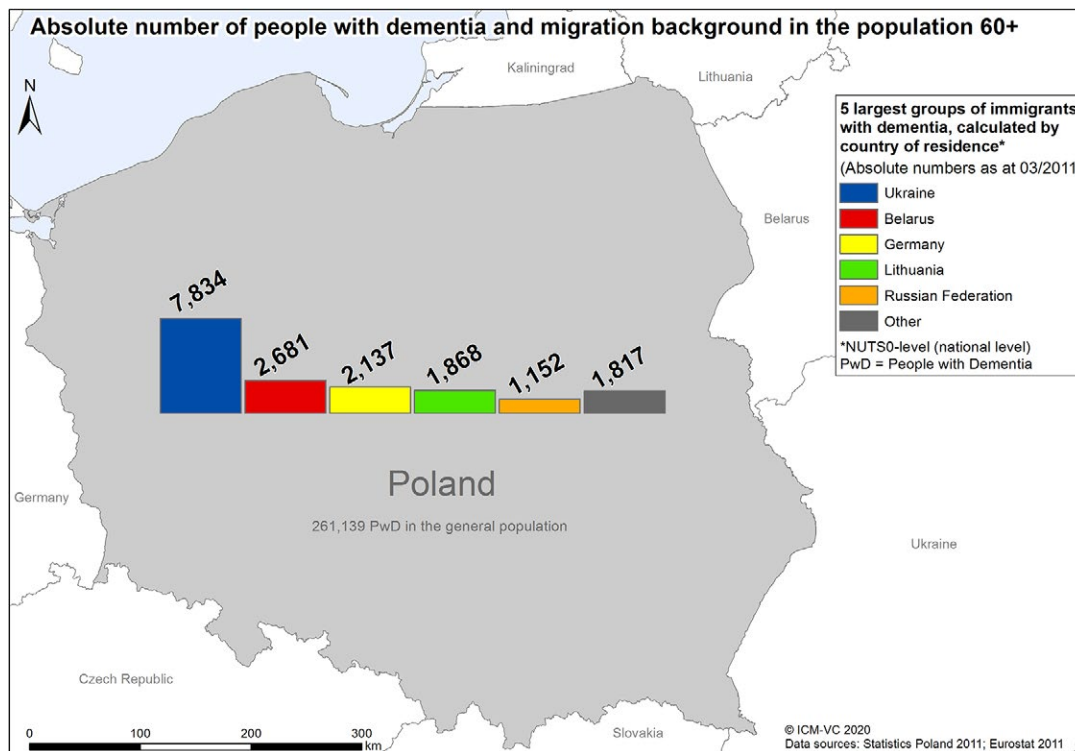 Absolute number of people with dementia and migration background in the population 60+
N
Kaliningrad
Lithuania
5 largest groups of immigrants
with dementia, calculated by
country of residence*
(Absolute numbers as at 03/2011)
Ukraine
Belarus
Germany
Lithuania
Russian Federation
Other
*NUTS0-level (national level)
PwD = People with Dementia
Belarus
7,834
2,681
2,137
1,868
1,152
1,817
Poland
261,139 PwD in the general population
Germany
Ukraine
Czech Republic
Slovakia
0 100 200 300
km
© ICM-VC 2020
Data sources: Statistics Poland 2011; Eurostat 2011